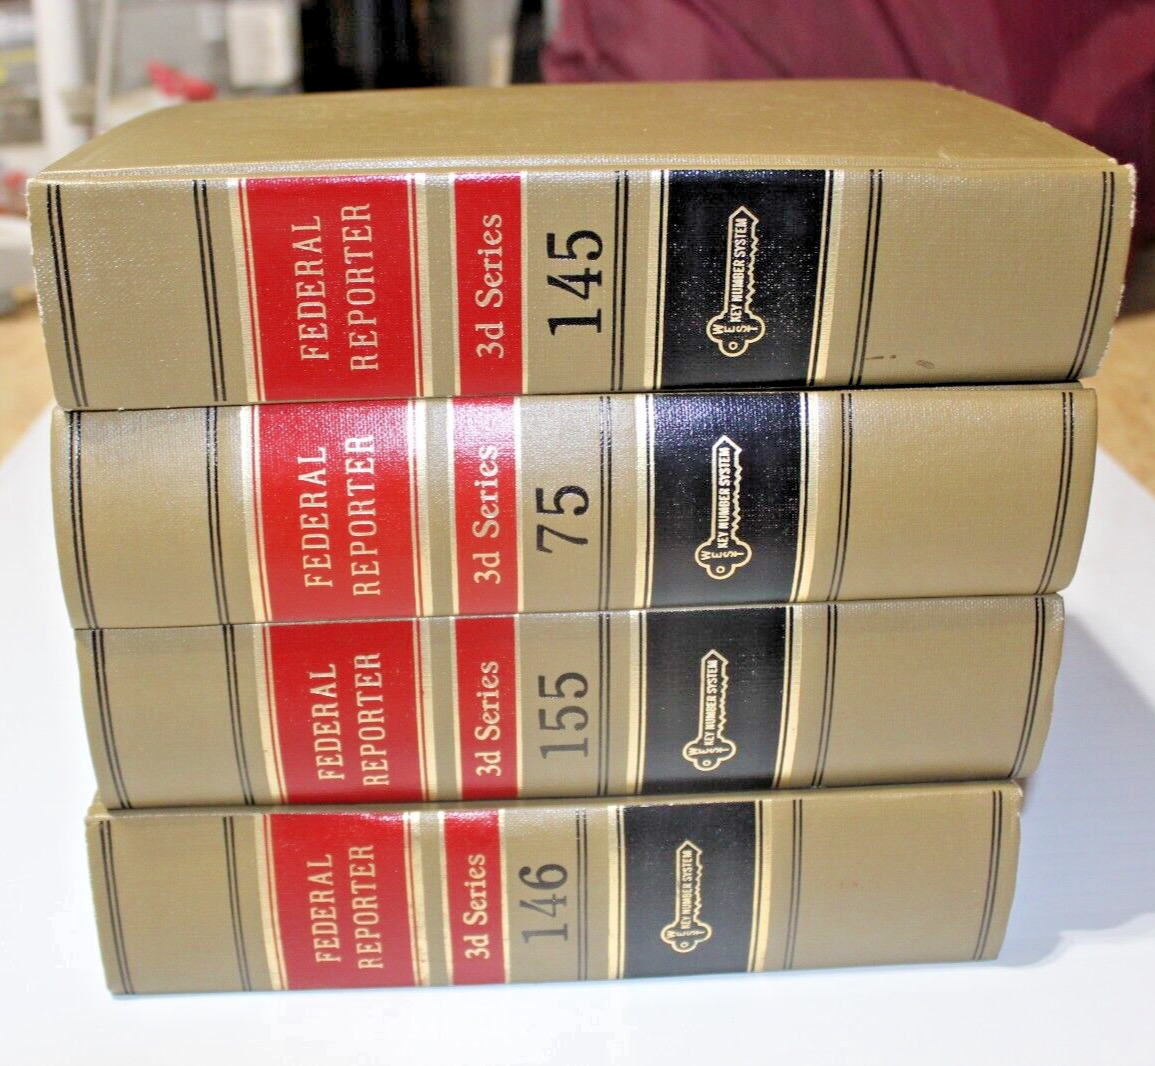 FEDERAL
REPORTER
3d Series
145
WEST
KEY NUMBER SYSTEM
FEDERAL
REPORTER
3d Series
75
WEST
KEY NUMBER SYSTEM
FEDERAL
REPORTER
3d Series
155
WEST
KEY NUMBER SYSTEM
FEDERAL
REPORTER
3d Series
146
WEST
KEY NUMBER SYSTEM